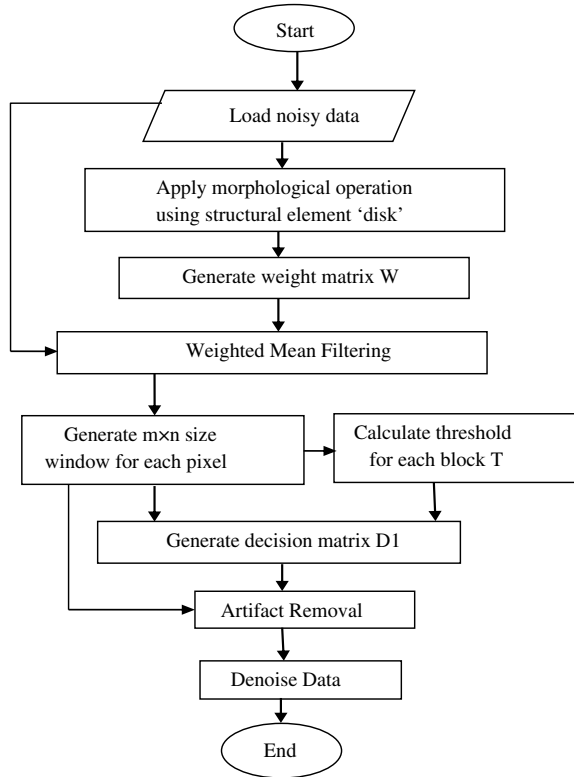 Start
Load noisy data
Apply morphological operation
using structural element ‘disk’
Generate weight matrix W
Weighted Mean Filtering
Generate m×n size
window for each pixel
Calculate threshold
for each block T
Generate decision matrix D1
Artifact Removal
Denoise Data
End